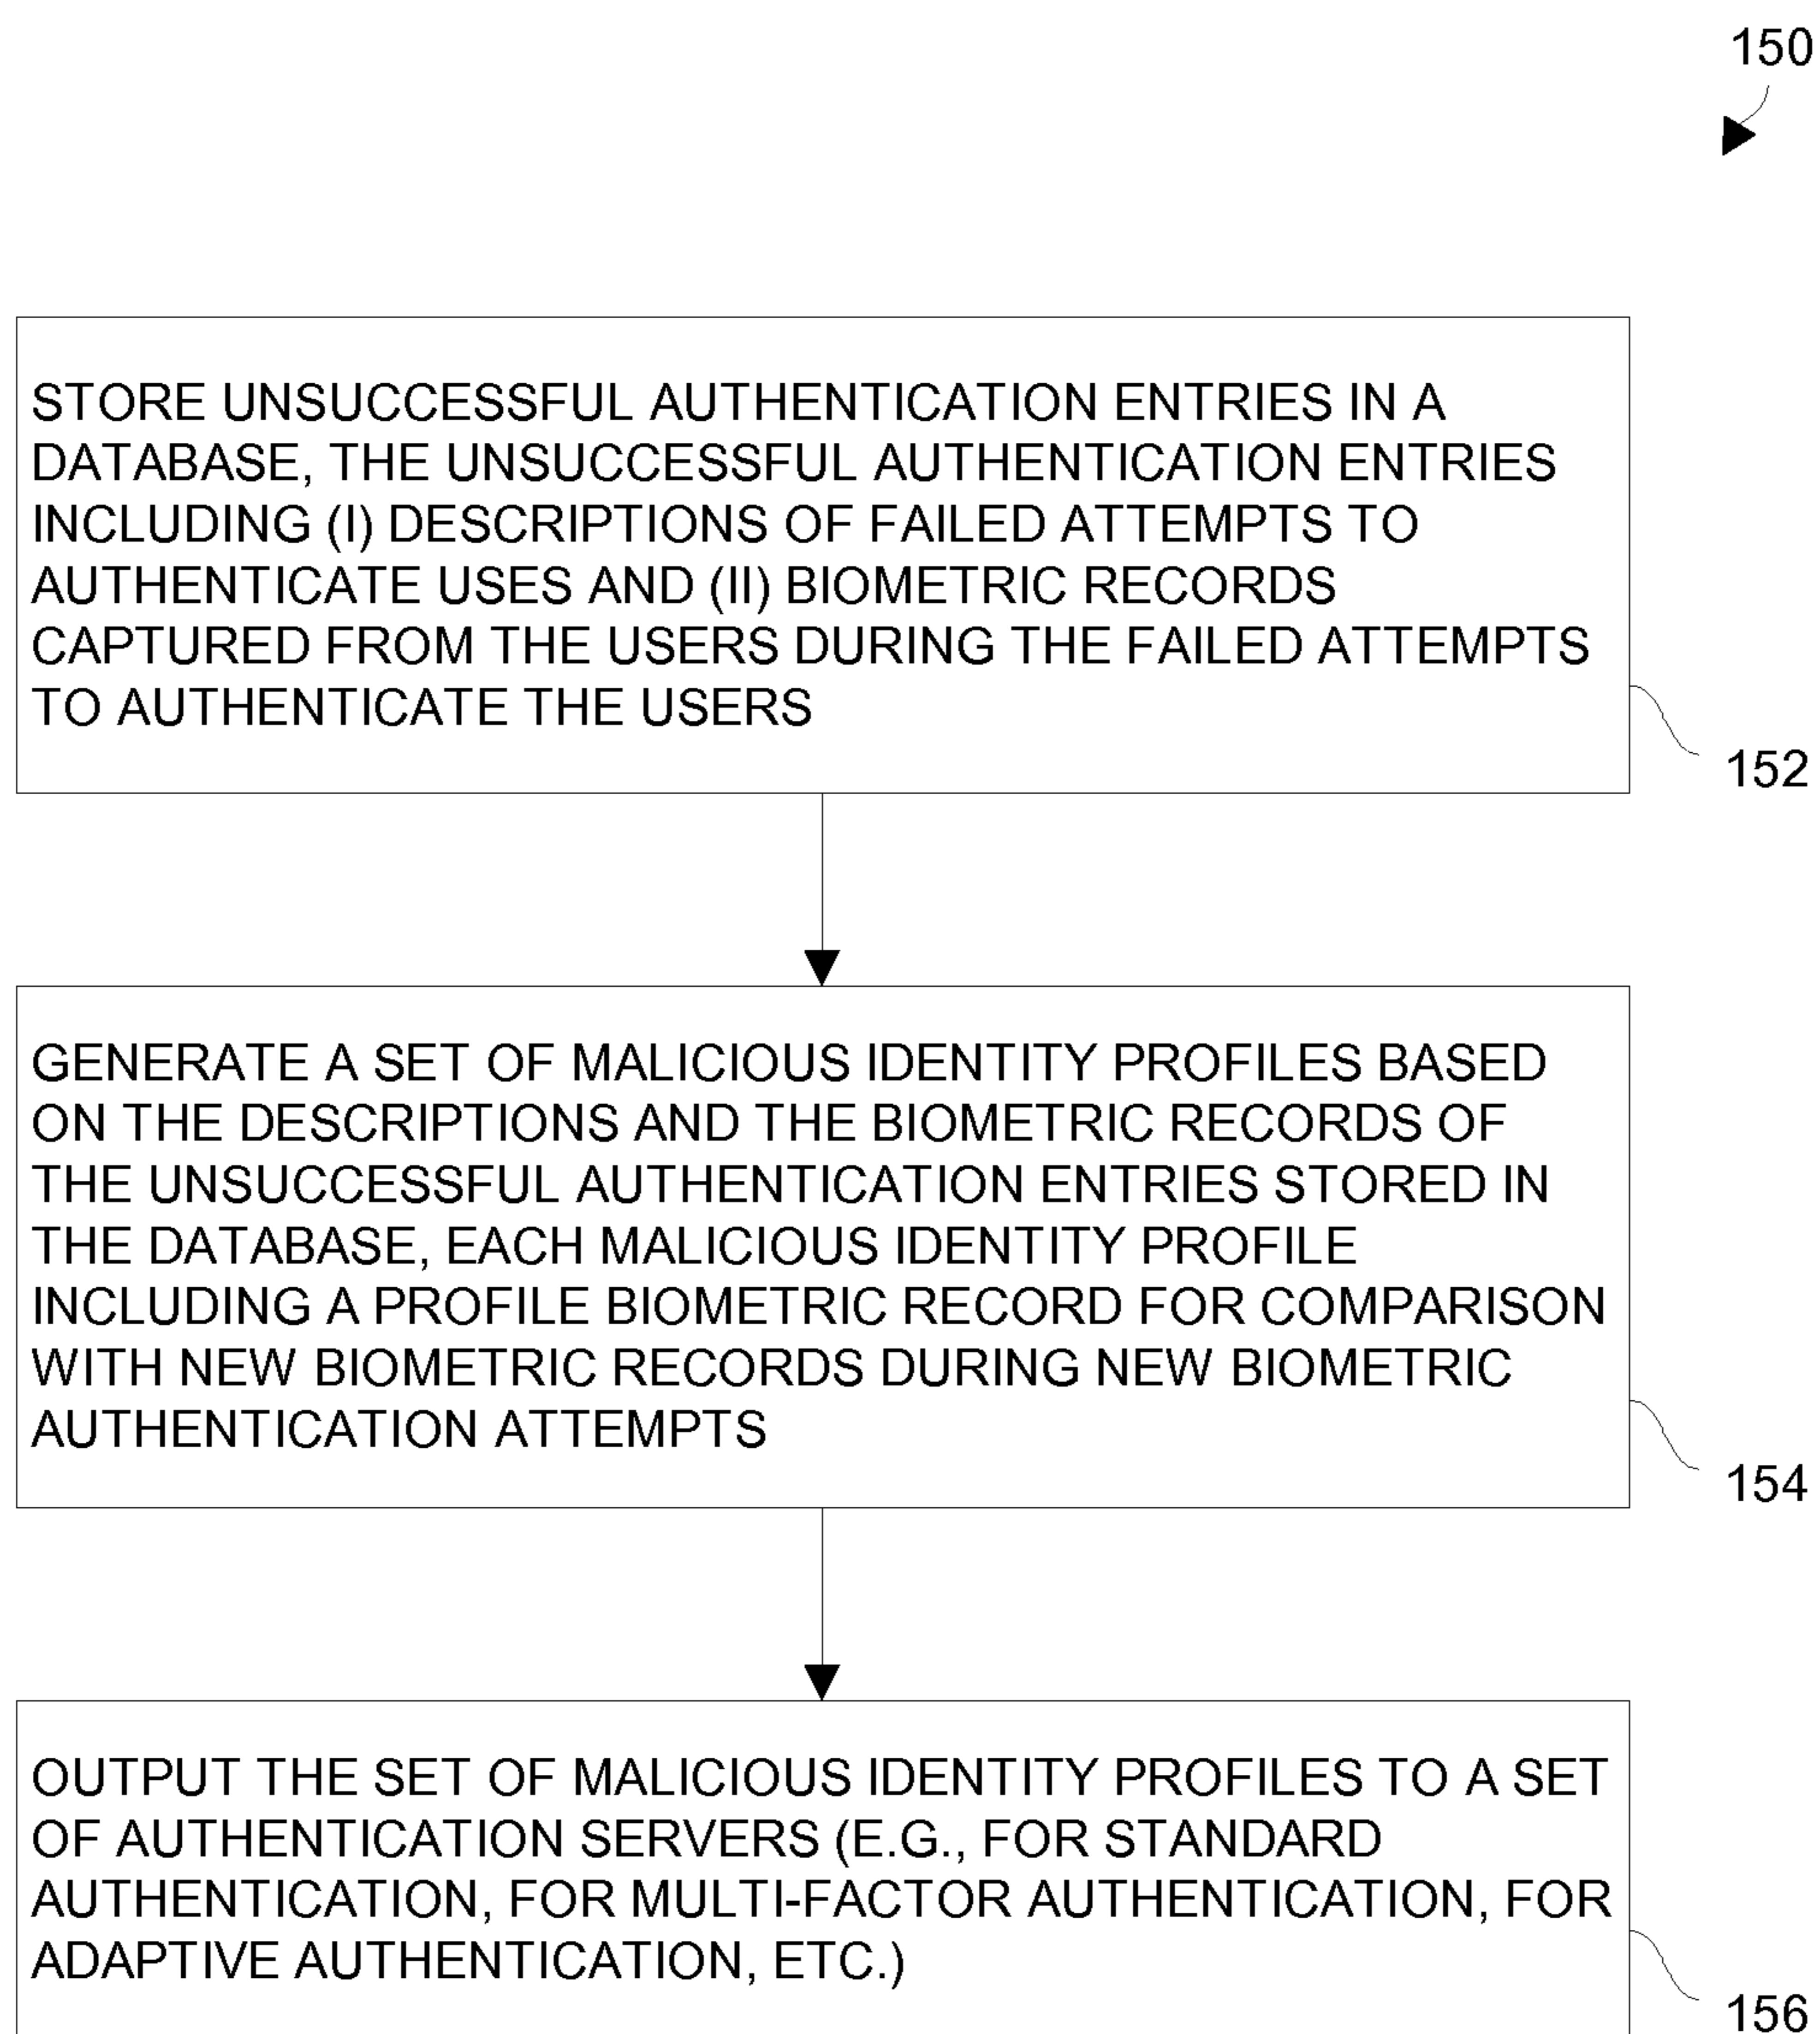 150
STORE UNSUCCESSFUL AUTHENTICATION ENTRIES IN A
DATABASE, THE UNSUCCESSFUL AUTHENTICATION ENTRIES
INCLUDING (I) DESCRIPTIONS OF FAILED ATTEMPTS TO
AUTHENTICATE USES AND (II) BIOMETRIC RECORDS
CAPTURED FROM THE USERS DURING THE FAILED ATTEMPTS
TO AUTHENTICATE THE USERS
152
GENERATE A SET OF MALICIOUS IDENTITY PROFILES BASED
ON THE DESCRIPTIONS AND THE BIOMETRIC RECORDS OF
THE UNSUCCESSFUL AUTHENTICATION ENTRIES STORED IN
THE DATABASE, EACH MALICIOUS IDENTITY PROFILE
INCLUDING A PROFILE BIOMETRIC RECORD FOR COMPARISON
WITH NEW BIOMETRIC RECORDS DURING NEW BIOMETRIC
AUTHENTICATION ATTEMPTS
154
OUTPUT THE SET OF MALICIOUS IDENTITY PROFILES TO A SET
OF AUTHENTICATION SERVERS (E.G., FOR STANDARD
AUTHENTICATION, FOR MULTI-FACTOR AUTHENTICATION, FOR
ADAPTIVE AUTHENTICATION, ETC.)
156